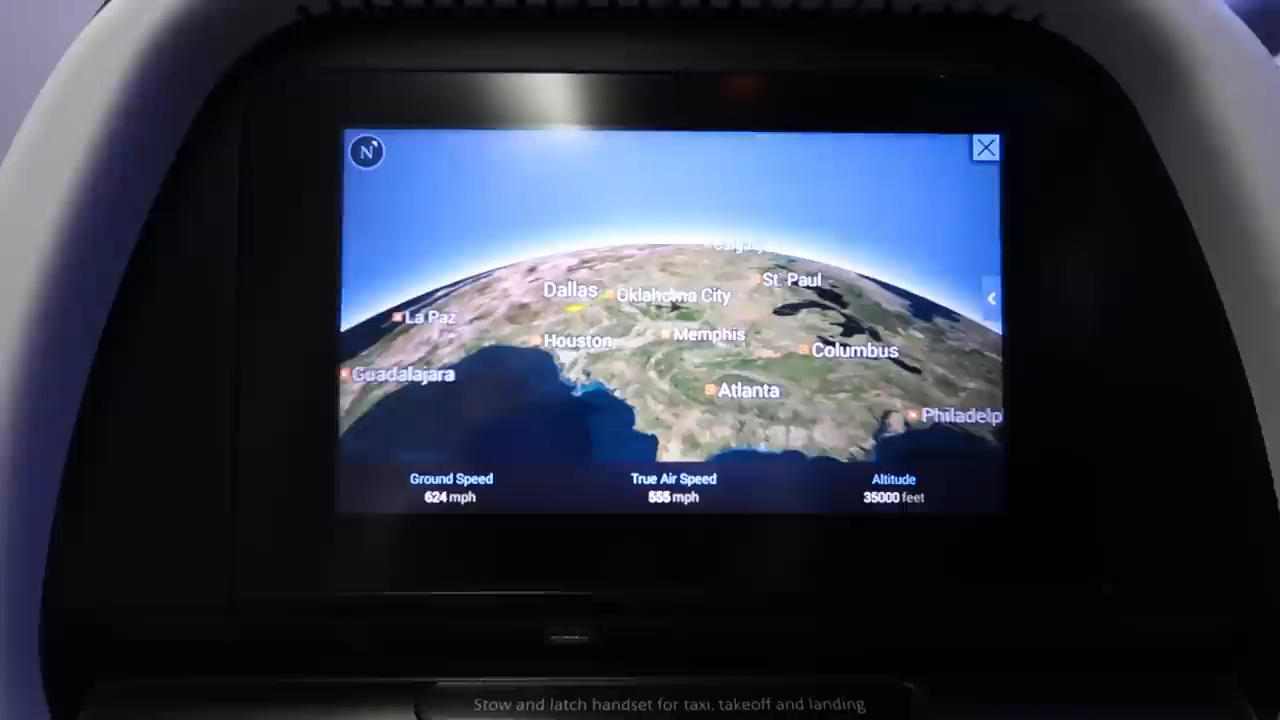 N
St. Paul
Dallas
Oklahoma City
La Paz
Houston
Memphis
Columbus
Guadalajara
Atlanta
Philadelp
Ground Speed
624 mph
True Air Speed
555 mph
Altitude
35000 feet
Stow and latch handset for taxi, takeoff and landing